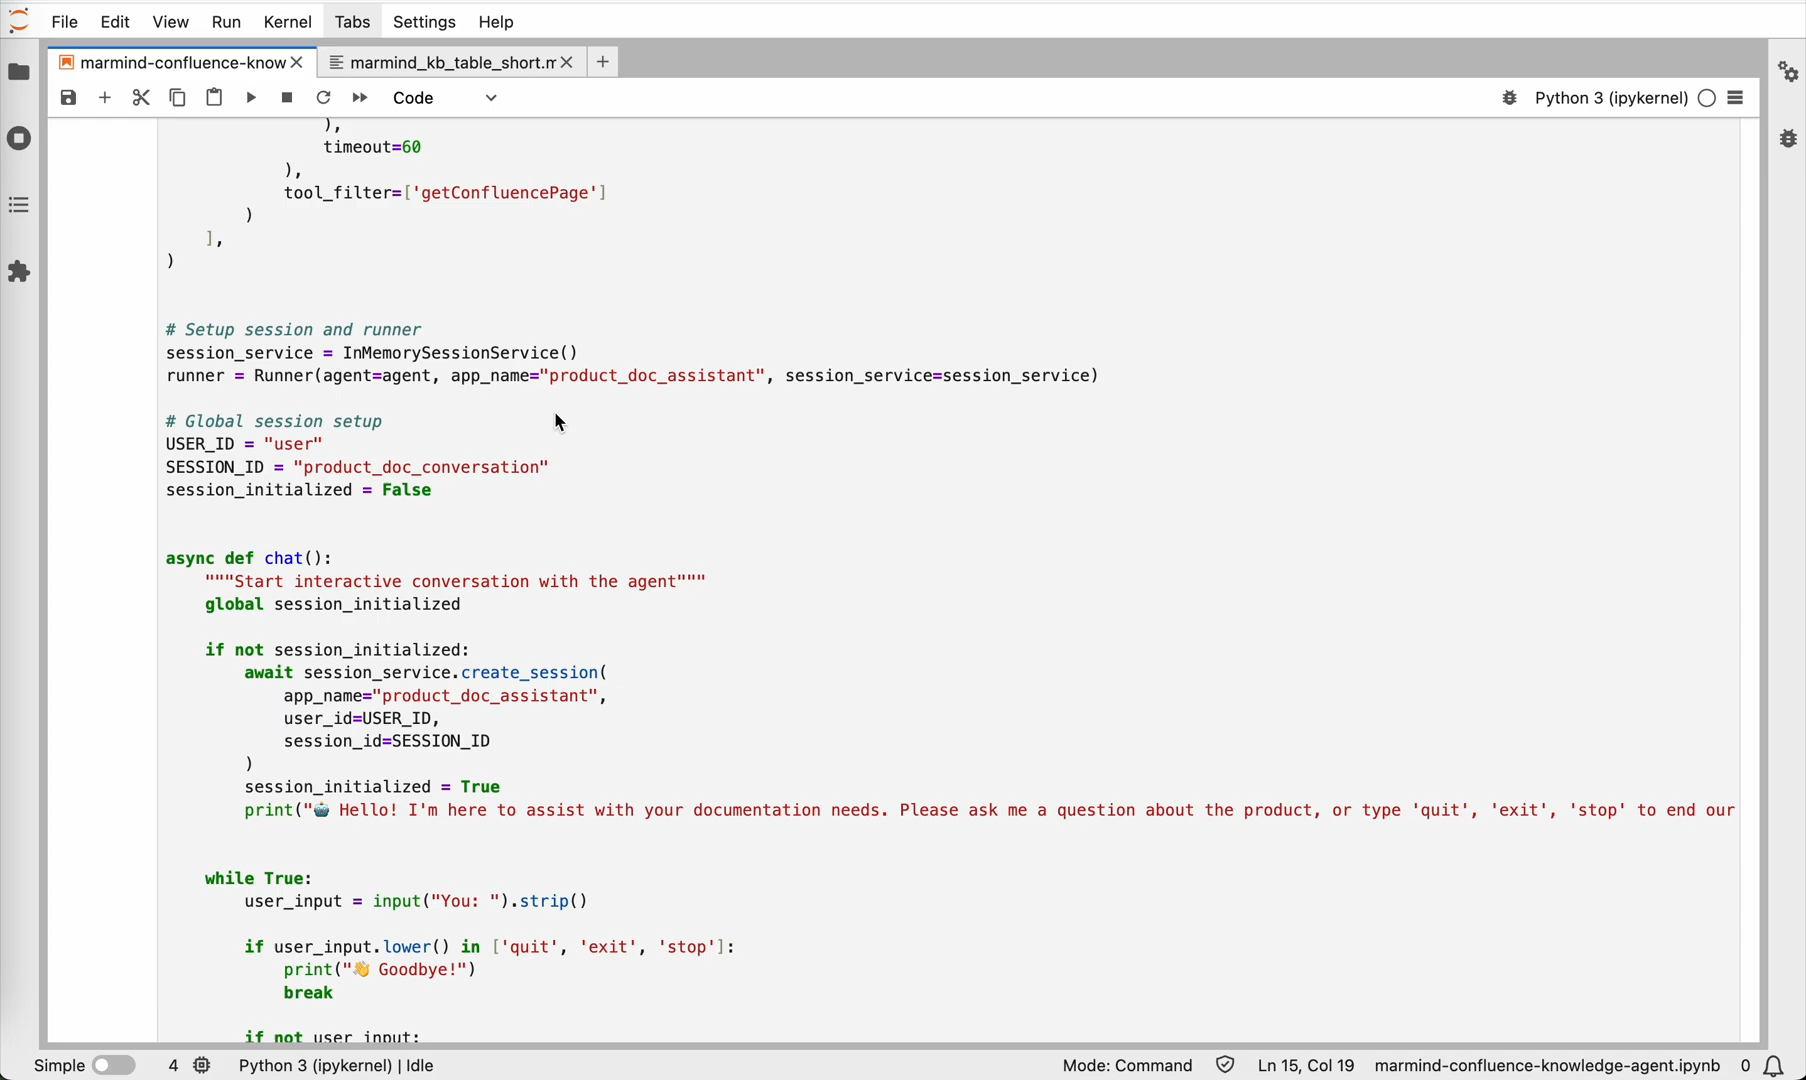 File Edit View Run Kernel Tabs Settings Help
marmind-confluence-know
marmind_kb_table_short.m
Code
Python 3 (ipykernel)
),
timeout=60
),
tool_filter=['getConfluencePage']
)
],
)
# Setup session and runner
session_service = InMemorySessionService()
runner = Runner(agent=agent, app_name="product_doc_assistant", session_service=session_service)
# Global session setup
USER_ID = "user"
SESSION_ID = "product_doc_conversation"
session_initialized = False
async def chat():
"""Start interactive conversation with the agent"""
global session_initialized
if not session_initialized:
await session_service.create_session(
app_name="product_doc_assistant",
user_id=USER_ID,
session_id=SESSION_ID
)
session_initialized = True
print("🤖 Hello! I'm here to assist with your documentation needs. Please ask me a question about the product, or type 'quit', 'exit', 'stop' to end our
while True:
user_input = input("You: ").strip()
if user_input.lower() in ['quit', 'exit', 'stop']:
print("👋 Goodbye!")
break
if not user_input:
Simple 4 Python 3 (ipykernel) | Idle Mode: Command Ln 15, Col 19 marmind-confluence-knowledge-agent.ipynb 0